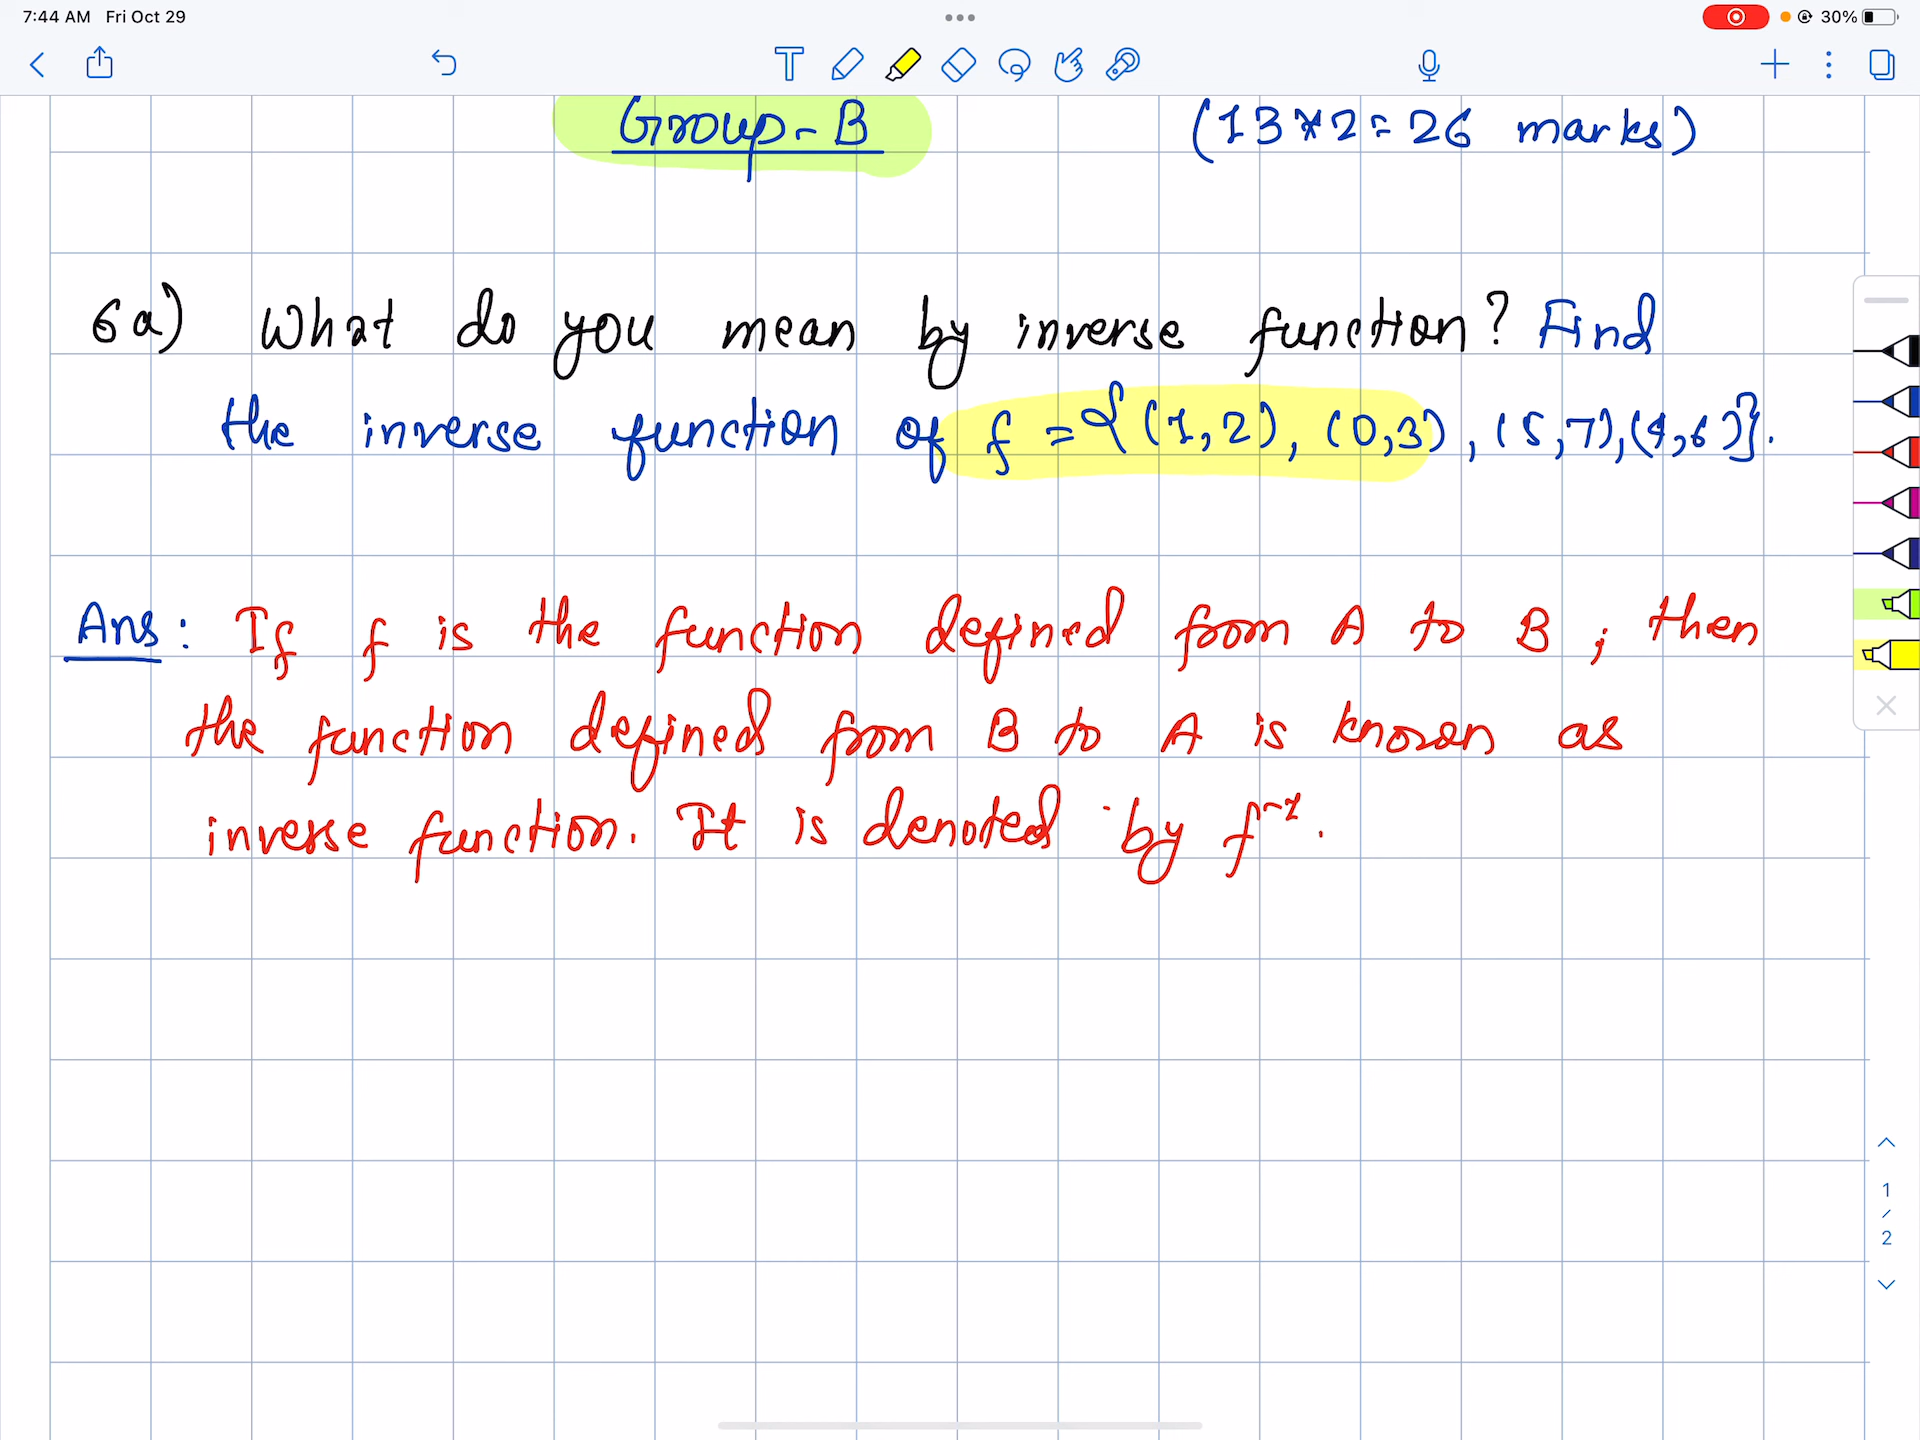 7:44 AM Fri Oct 29
30%
Group-B (13*2=26 marks)
6a) What do you mean by inverse function? Find
the inverse function of f = {(1,2), (0,3), (5,7),(4,6)}.
Ans: If f is the function defined from A to B ; then
the function defined from B to A is known as
inverse function. It is denoted by f⁻¹.
1
/
2